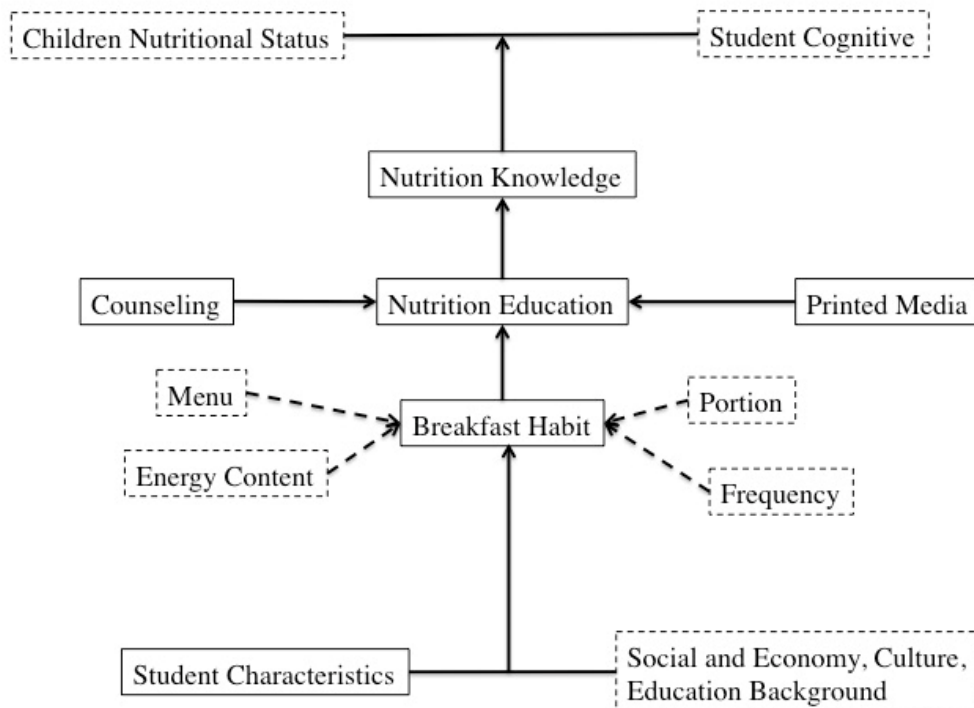 Children Nutritional Status
Student Cognitive
Nutrition Knowledge
Counseling
Nutrition Education
Printed Media
Menu
Portion
Breakfast Habit
Energy Content
Frequency
Student Characteristics
Social and Economy, Culture,
Education Background